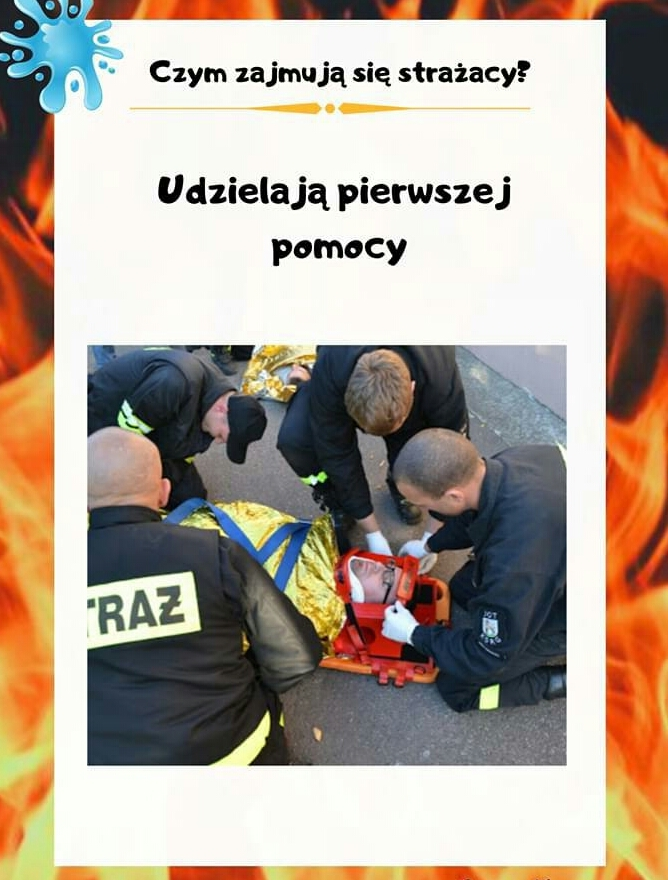 Czym zajmują się strażacy?
Udzielają pierwszej
pomocy
TRAŻ